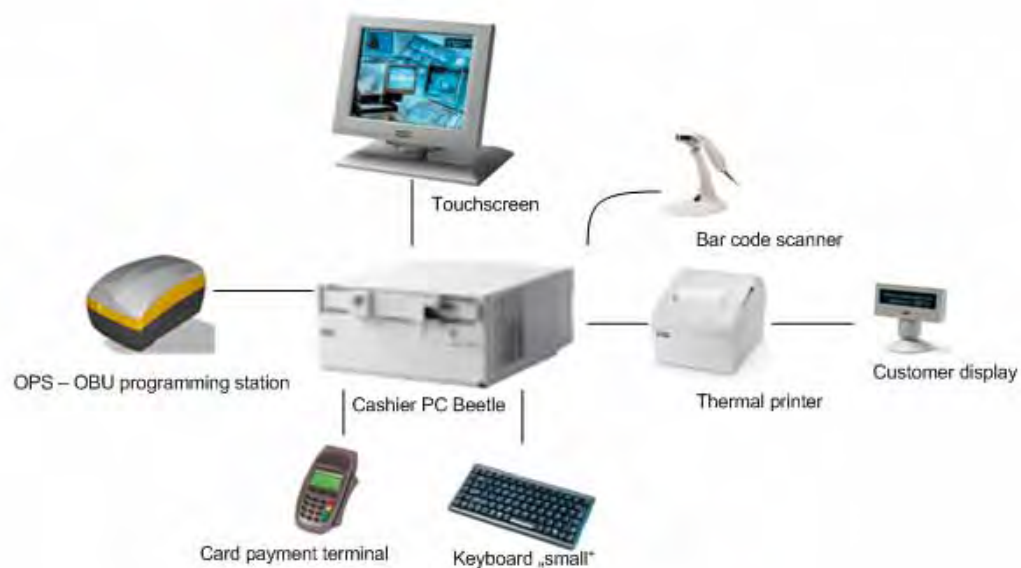 Touchscreen
Bar code scanner
OPS – OBU programming station
Cashier PC Beetle
Thermal printer
Customer display
Card payment terminal
Keyboard „small“